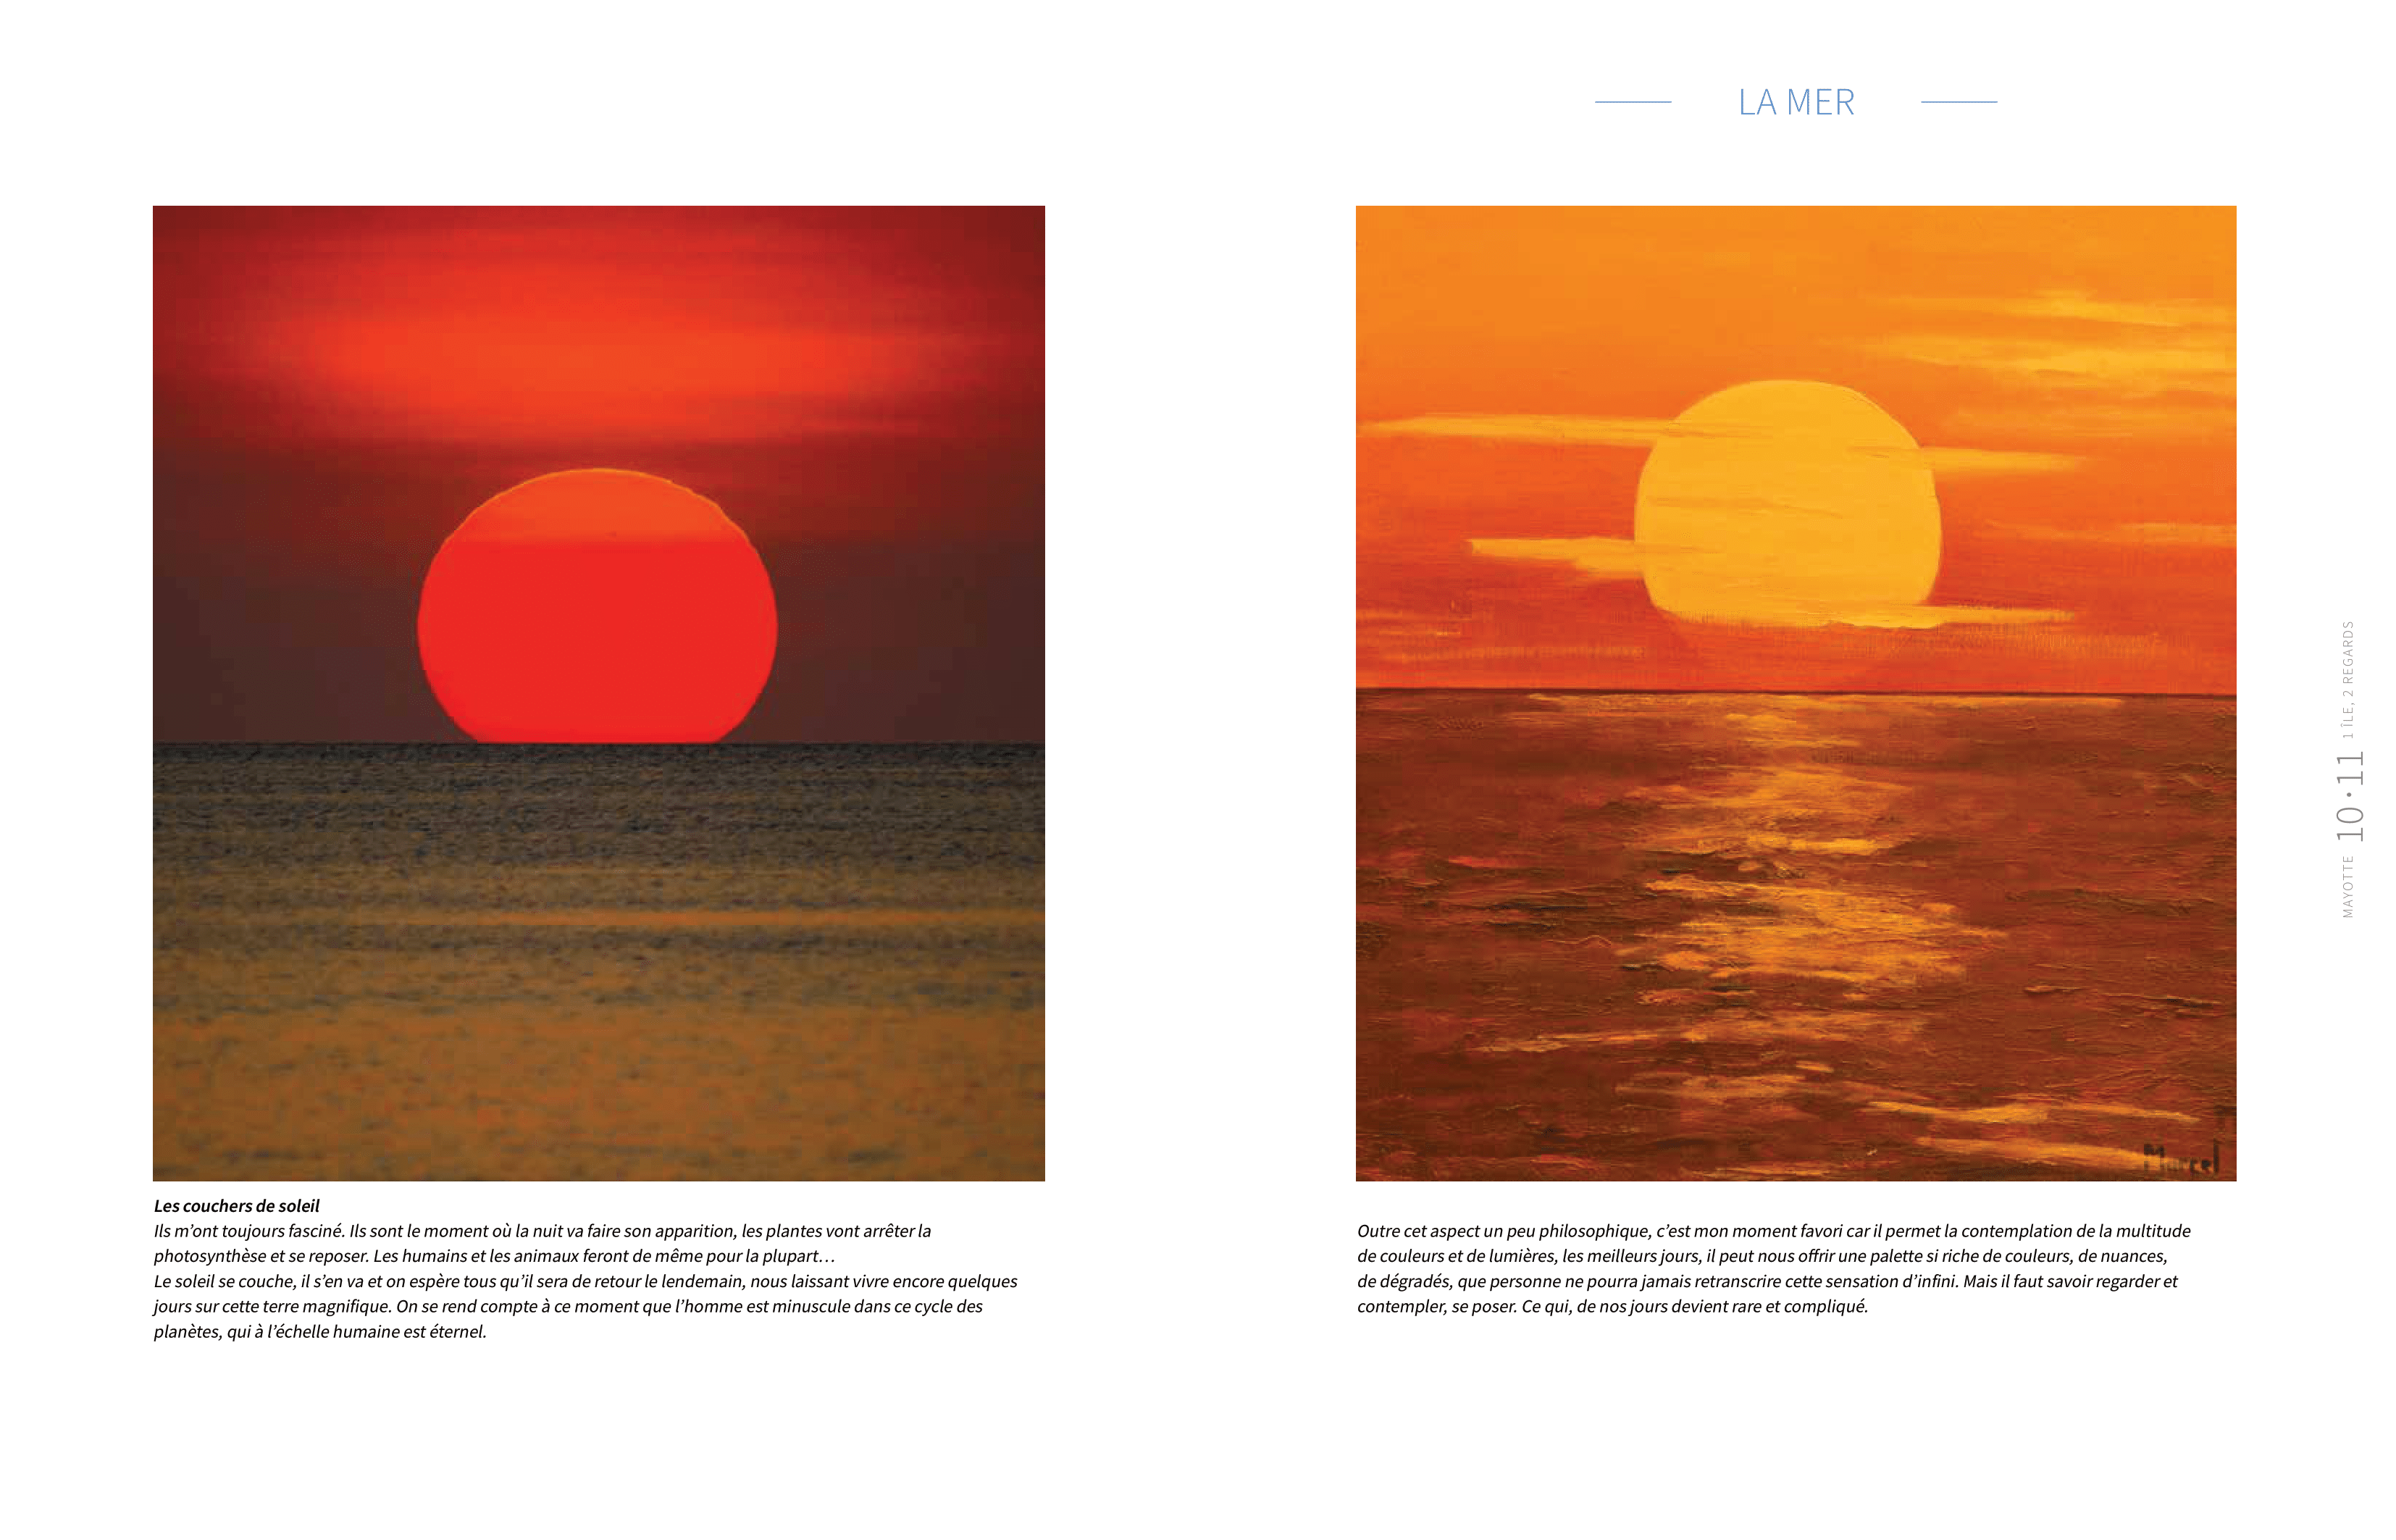 LA MER
Les couchers de soleil
Ils m’ont toujours fasciné. Ils sont le moment où la nuit va faire son apparition, les plantes vont arrêter la
photosynthèse et se reposer. Les humains et les animaux feront de même pour la plupart…
Le soleil se couche, il s’en va et on espère tous qu’il sera de retour le lendemain, nous laissant vivre encore quelques
jours sur cette terre magnifique. On se rend compte à ce moment que l’homme est minuscule dans ce cycle des
planètes, qui à l’échelle humaine est éternel.
Marcel
Outre cet aspect un peu philosophique, c’est mon moment favori car il permet la contemplation de la multitude
de couleurs et de lumières, les meilleurs jours, il peut nous offrir une palette si riche de couleurs, de nuances,
de dégradés, que personne ne pourra jamais retranscrire cette sensation d’infini. Mais il faut savoir regarder et
contempler, se poser. Ce qui, de nos jours devient rare et compliqué.
MAYOTTE 10•11 1 ÎLE, 2 REGARDS